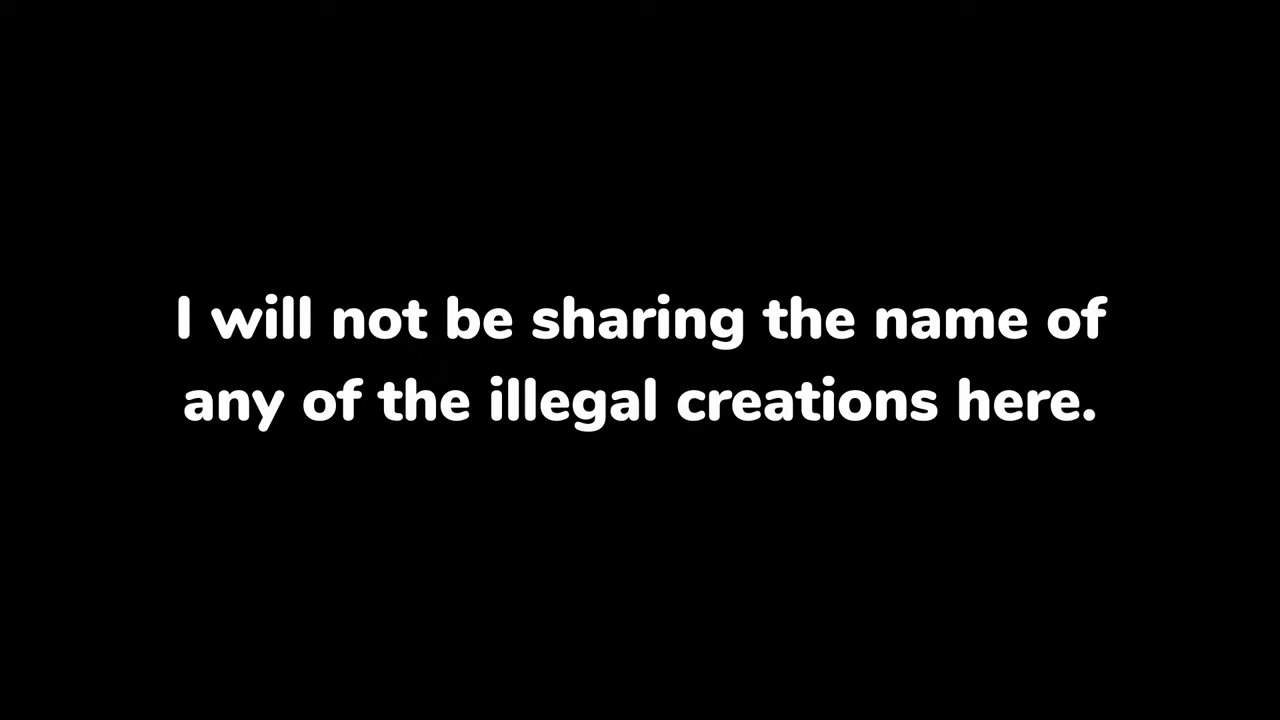 I will not be sharing the name of
any of the illegal creations here.